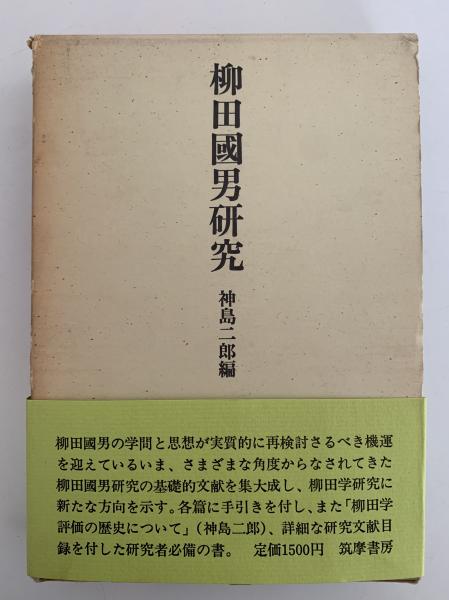 柳田國男研究
神島二郎編
柳田國男の学問と思想が実質的に再検討さるべき機運
を迎えているいま、さまざまな角度からなされてきた
柳田國男研究の基礎的文献を集大成し、柳田学研究に
新たな方向を示す。各篇に手引きを付し、また「柳田学
評価の歴史について」(神島二郎)、詳細な研究文献目
録を付した研究者必備の書。 定価1500円 筑摩書房